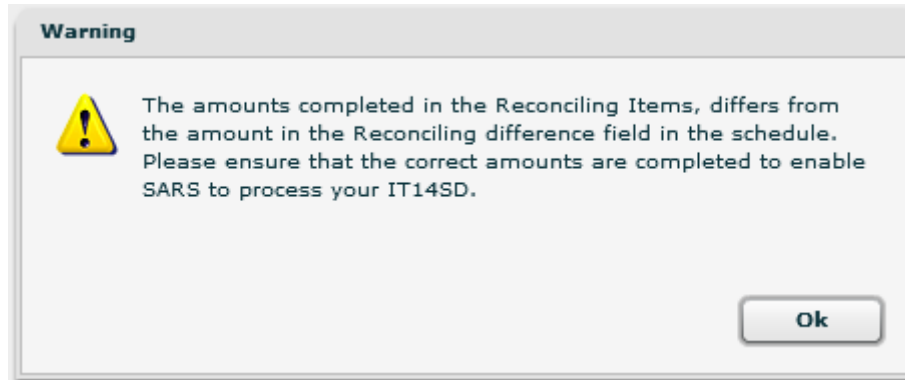 Warning
The amounts completed in the Reconciling Items, differs from
the amount in the Reconciling difference field in the schedule.
Please ensure that the correct amounts are completed to enable
SARS to process your IT14SD.
Ok